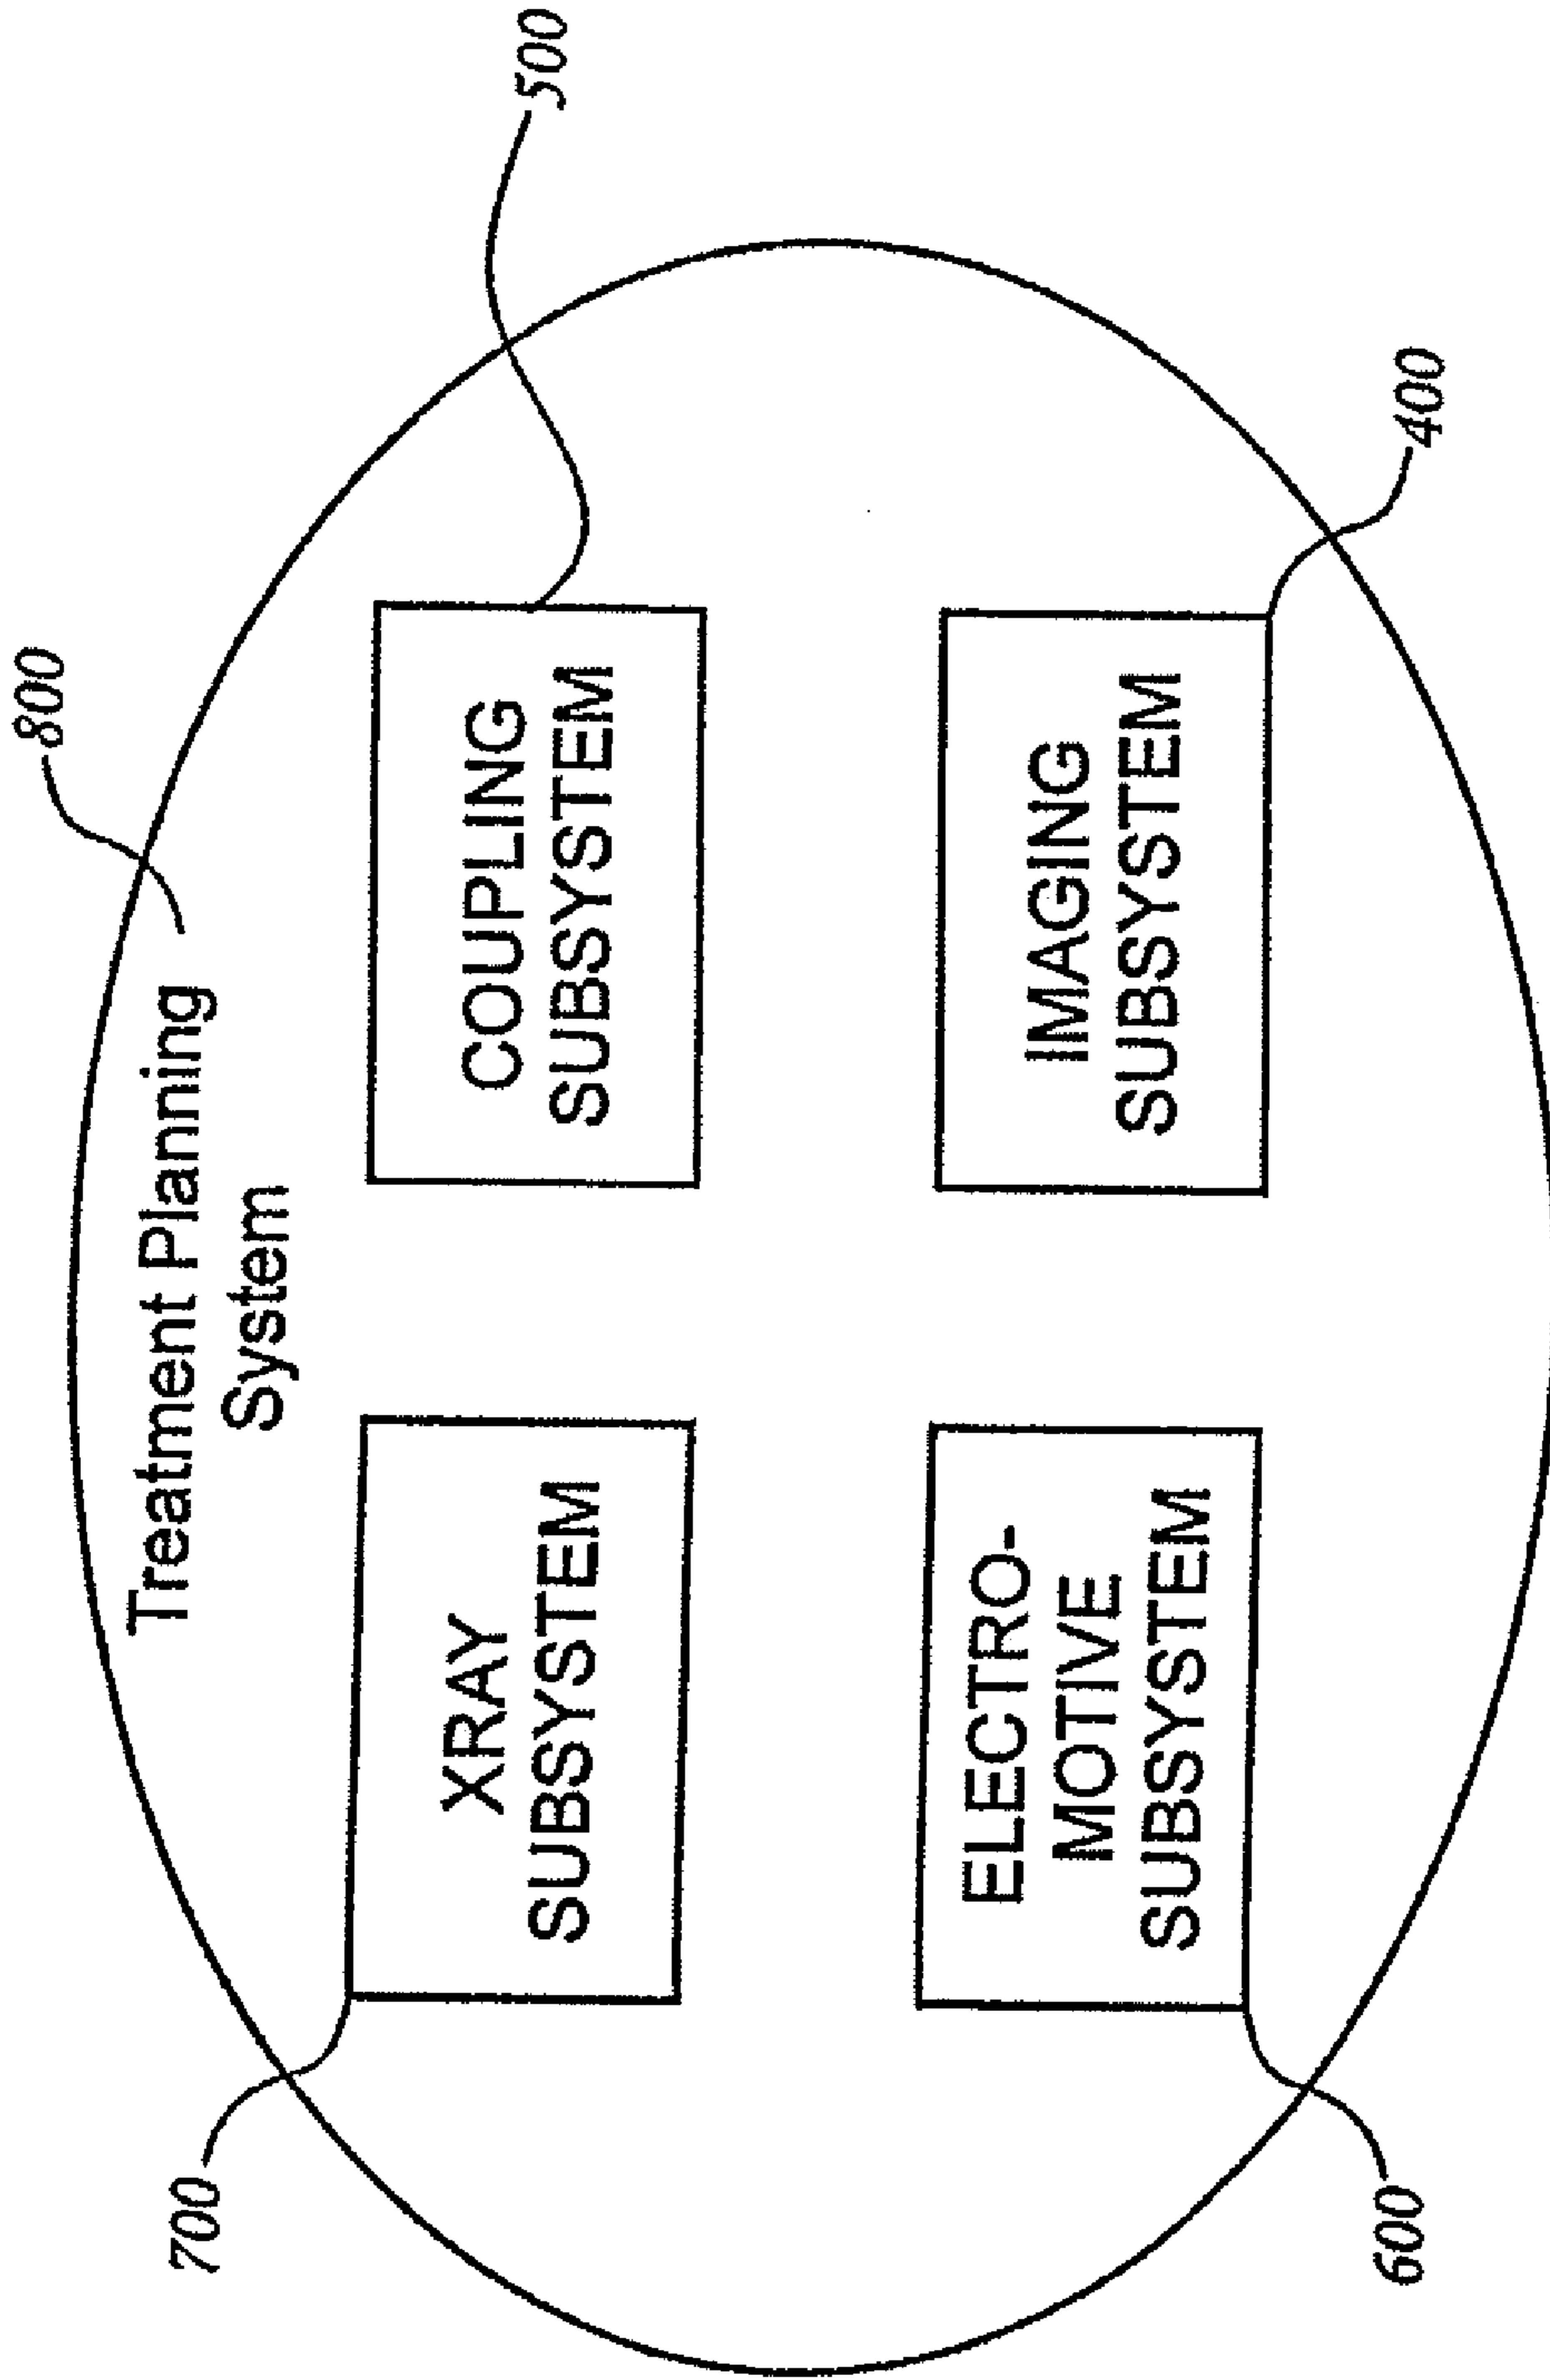 800
Treatment Planning
System
500
700
XRAY
SUBSYSTEM
COUPLING
SUBSYSTEM
ELECTRO-
MOTIVE
SUBSYSTEM
IMAGING
SUBSYSTEM
600
400